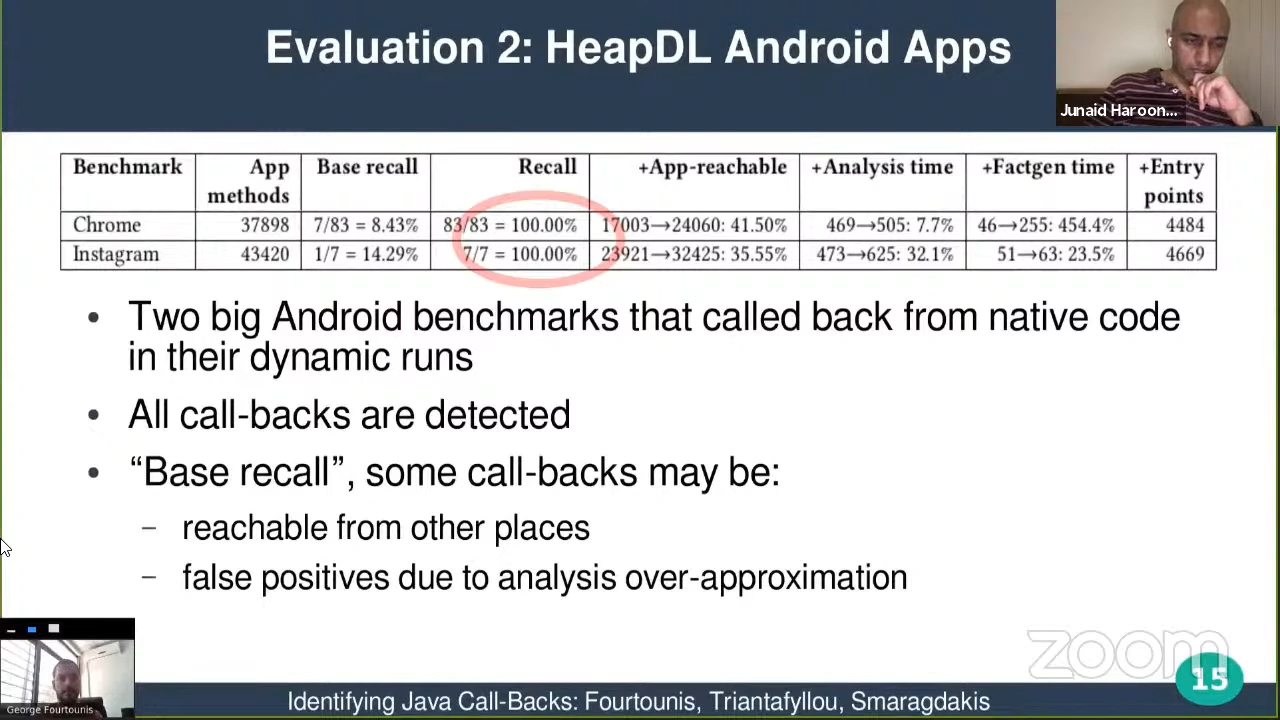 Evaluation 2: HeapDL Android Apps
Junaid Haroon...
Benchmark App methods Base recall Recall +App-reachable +Analysis time +Factgen time +Entry points
Chrome 37898 7/83 = 8.43% 83/83 = 100.00% 17003→24060: 41.50% 469→505: 7.7% 46→255: 454.4% 4484
Instagram 43420 1/7 = 14.29% 7/7 = 100.00% 23921→32425: 35.55% 473→625: 32.1% 51→63: 23.5% 4669
• Two big Android benchmarks that called back from native code
in their dynamic runs
• All call-backs are detected
• “Base recall”, some call-backs may be:
– reachable from other places
– false positives due to analysis over-approximation
zoom
George Fourtounis
Identifying Java Call-Backs: Fourtounis, Triantafyllou, Smaragdakis
15